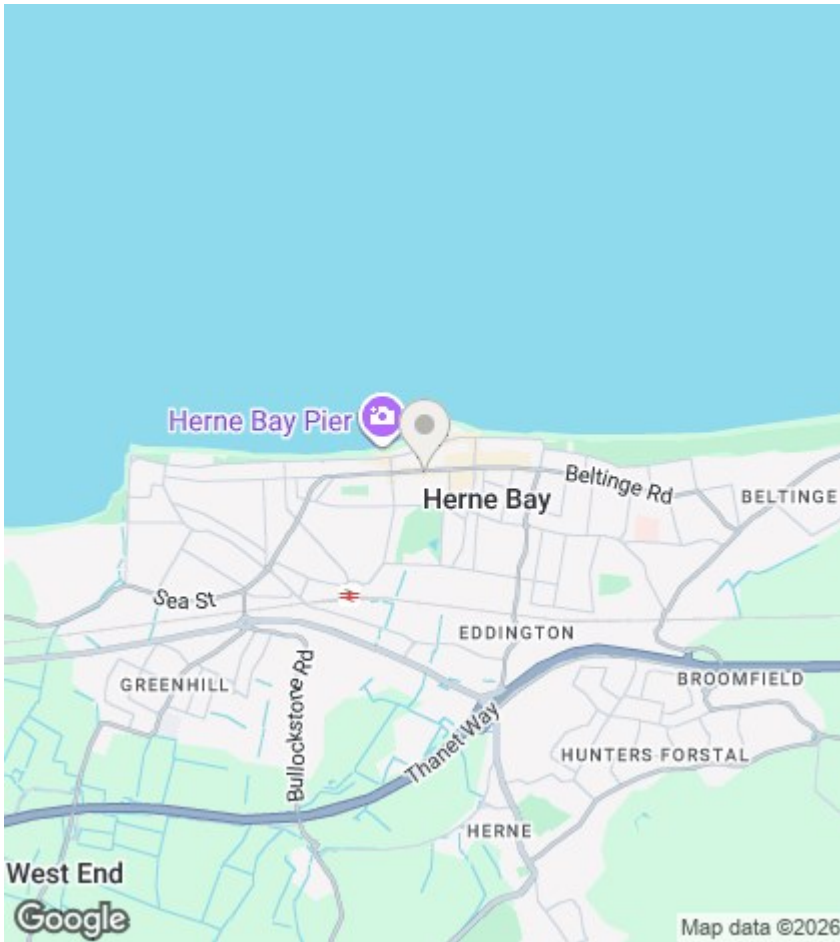 Herne Bay Pier
Herne Bay
Beltinge Rd
BELTINGE
Sea St
EDDINGTON
GREENHILL
Bullockstone Rd
BROOMFIELD
Thanet Way
HUNTERS FORSTAL
HERNE
West End
Google
Map data ©2026